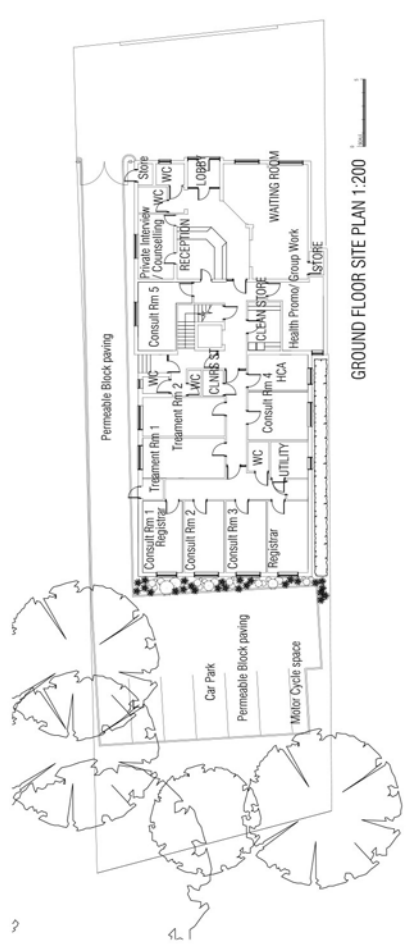 Permeable Block paving
Store
WC
LOBBY
WC
Private Interview
/ Counselling
RECEPTION
WAITING ROOM
Consult Rm 5
CLEAN STORE
Health Promo/ Group Work
STORE
WC
Treament Rm 2
WC
CLNRS ST
Consult Rm 4
HCA
Treament Rm 1
WC
UTILITY
Consult Rm 1
Registrar
Consult Rm 2
Consult Rm 3
Registrar
Car Park
Permeable Block paving
Motor Cycle space
GROUND FLOOR SITE PLAN 1:200